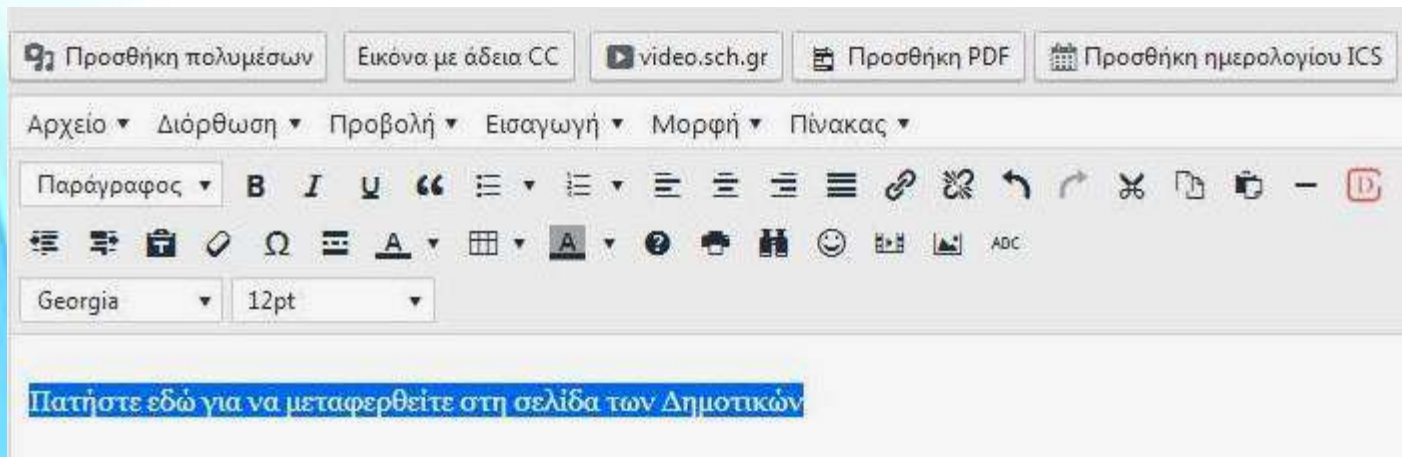 Προσθήκη πολυμέσων Εικόνα με άδεια CC video.sch.gr Προσθήκη PDF Προσθήκη ημερολογίου ICS
Αρχείο Διόρθωση Προβολή Εισαγωγή Μορφή Πίνακας
Παράγραφος B I U D
Ω A A ABC
Georgia 12pt
Πατήστε εδώ για να μεταφερθείτε στη σελίδα των Δημοτικών